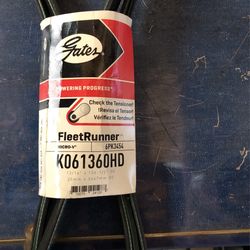 Gates
POWERING PROGRESS
Check the Tensioner!
¡Revise el Tensor!
Vérifiez le Tendeur!
FleetRunner
MICRO-V
6PK3454
K061360HD